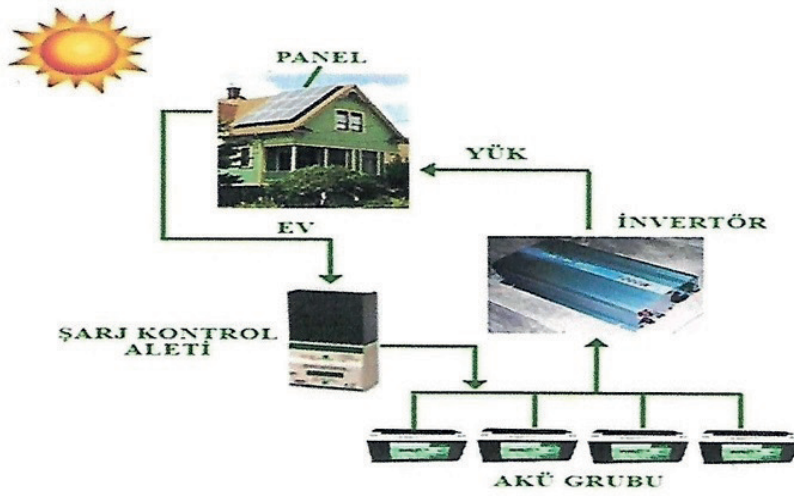 PANEL
YÜK
EV
İNVERTÖR
ŞARJ KONTROL
ALETİ
AKÜ GRUBU